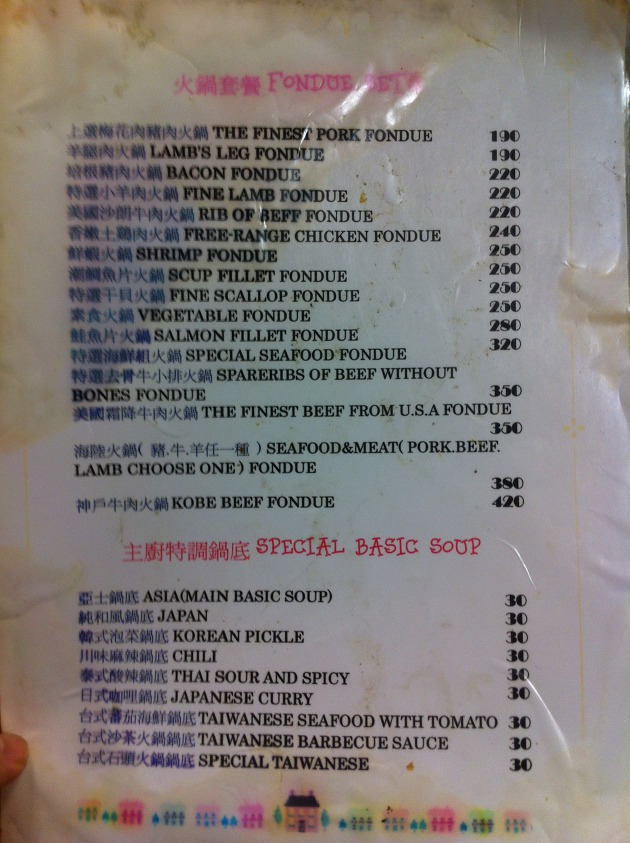 火鍋套餐 FONDUE SETS
上選梅花肉豬肉火鍋 THE FINEST PORK FONDUE 190
羊腿肉火鍋 LAMB'S LEG FONDUE 190
培根豬肉火鍋 BACON FONDUE 220
特選小羊肉火鍋 FINE LAMB FONDUE 220
美國沙朗牛肉火鍋 RIB OF BEFF FONDUE 220
香嫩土鷄肉火鍋 FREE-RANGE CHICKEN FONDUE 240
鮮蝦火鍋 SHRIMP FONDUE 250
潮鯛魚片火鍋 SCUP FILLET FONDUE 250
特選干貝火鍋 FINE SCALLOP FONDUE 250
素食火鍋 VEGETABLE FONDUE 250
鮭魚片火鍋 SALMON FILLET FONDUE 280
特選海鮮組火鍋 SPECIAL SEAFOOD FONDUE 320
特選去骨牛小排火鍋 SPARERIBS OF BEEF WITHOUT
BONES FONDUE 350
美國霜降牛肉火鍋 THE FINEST BEEF FROM U.S.A FONDUE
350
海陸火鍋( 豬.牛.羊任一種 ) SEAFOOD&MEAT( PORK.BEEF.
LAMB CHOOSE ONE ) FONDUE
380
神戶牛肉火鍋 KOBE BEEF FONDUE 420
主廚特調鍋底 SPECIAL BASIC SOUP
亞士鍋底 ASIA(MAIN BASIC SOUP) 30
純和風鍋底 JAPAN 30
韓式泡菜鍋底 KOREAN PICKLE 30
川味麻辣鍋底 CHILI 30
泰式酸辣鍋底 THAI SOUR AND SPICY 30
日式咖哩鍋底 JAPANESE CURRY 30
台式蕃茄海鮮鍋底 TAIWANESE SEAFOOD WITH TOMATO 30
台式沙茶火鍋鍋底 TAIWANESE BARBECUE SAUCE 30
台式石頭火鍋鍋底 SPECIAL TAIWANESE 30